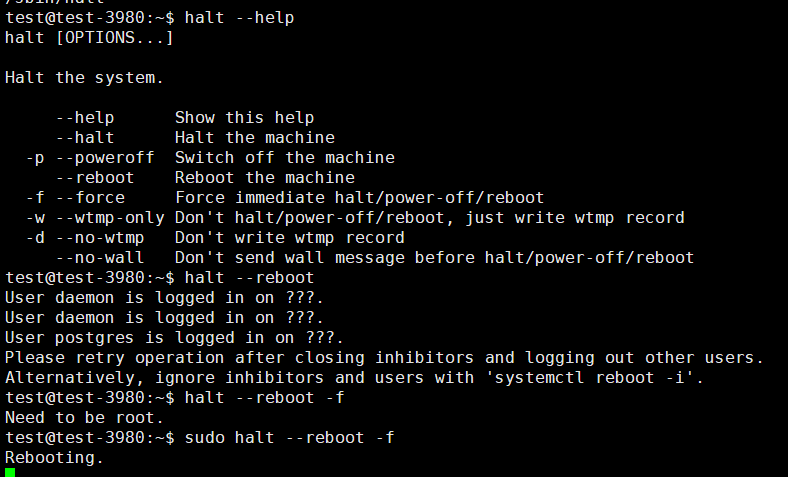 /sbin/halt
test@test-3980:~$ halt --help
halt [OPTIONS...]
Halt the system.
--help Show this help
--halt Halt the machine
-p --poweroff Switch off the machine
--reboot Reboot the machine
-f --force Force immediate halt/power-off/reboot
-w --wtmp-only Don't halt/power-off/reboot, just write wtmp record
-d --no-wtmp Don't write wtmp record
--no-wall Don't send wall message before halt/power-off/reboot
test@test-3980:~$ halt --reboot
User daemon is logged in on ???.
User daemon is logged in on ???.
User postgres is logged in on ???.
Please retry operation after closing inhibitors and logging out other users.
Alternatively, ignore inhibitors and users with 'systemctl reboot -i'.
test@test-3980:~$ halt --reboot -f
Need to be root.
test@test-3980:~$ sudo halt --reboot -f
Rebooting.